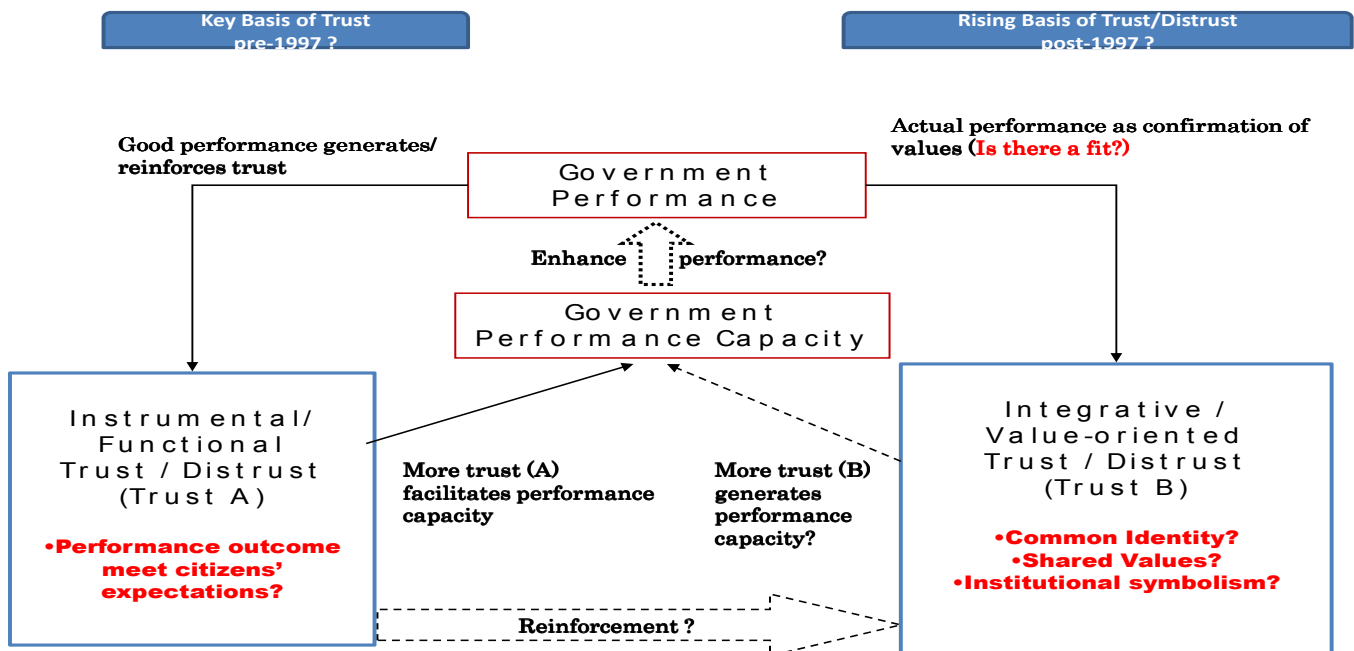 Key Basis of Trust
pre-1997 ?
Rising Basis of Trust/Distrust
post-1997 ?
Good performance generates/
reinforces trust
Actual performance as confirmation of
values (Is there a fit?)
Government
Performance
Enhance performance?
Government
Performance Capacity
Instrumental/
Functional
Trust / Distrust
(Trust A)
•Performance outcome
meet citizens’
expectations?
More trust (A)
facilitates performance
capacity
More trust (B)
generates
performance
capacity?
Integrative /
Value-oriented
Trust / Distrust
(Trust B)
•Common Identity?
•Shared Values?
•Institutional symbolism?
Reinforcement ?